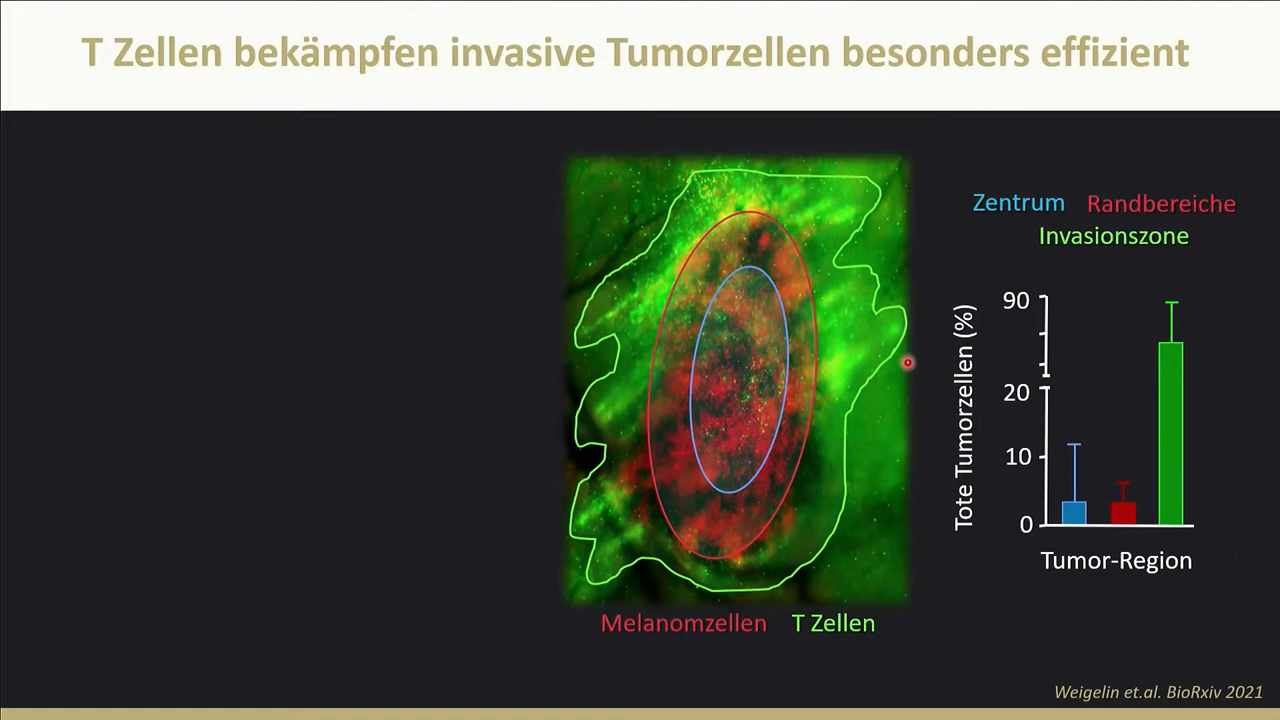 T Zellen bekämpfen invasive Tumorzellen besonders effizient
Zentrum Randbereiche
Invasionszone
Tote Tumorzellen (%)
90
20
10
0
Tumor-Region
Melanomzellen T Zellen
Weigelin et.al. BioRxiv 2021